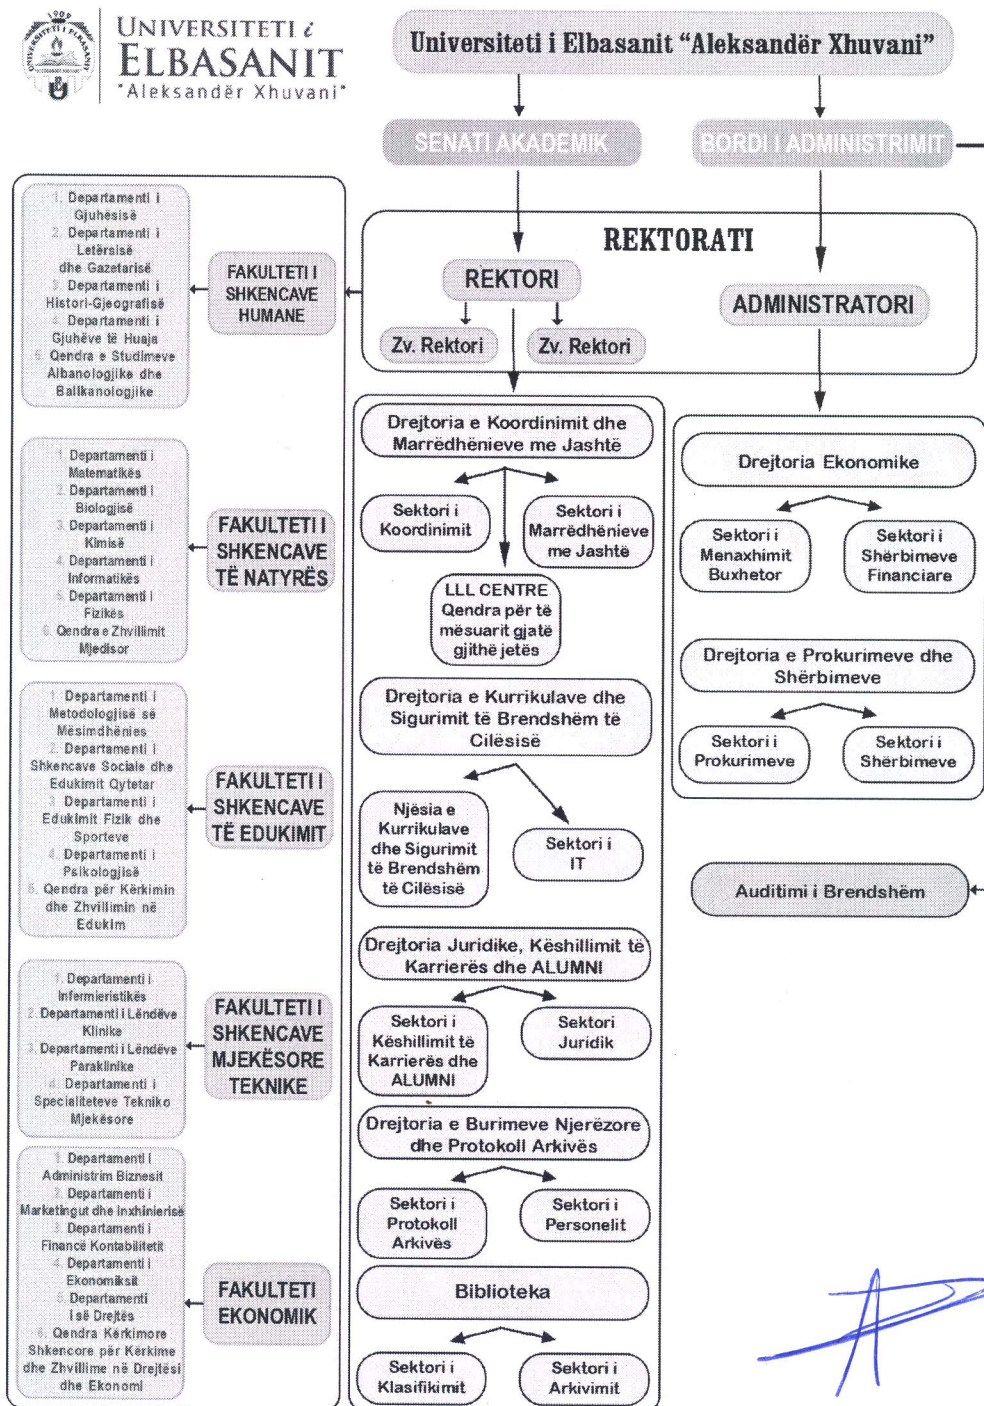 UNIVERSITETI i
ELBASANIT
"Aleksandër Xhuvani"
Universiteti i Elbasanit "Aleksandër Xhuvani"
SENATI AKADEMIK
BORDI I ADMINISTRIMIT
REKTORATI
REKTORI
Zv. Rektori
Zv. Rektori
ADMINISTRATORI
FAKULTETI I
SHKENCAVE
HUMANE
1. Departamenti i
Gjuhësisë
2. Departamenti i
Letërsisë
dhe Gazetarisë
3. Departamenti i
Histori-Gjeografisë
4. Departamenti i
Gjuhëve të Huaja
5. Qendra e Studimeve
Albanologjike dhe
Ballkanologjike
FAKULTETI I
SHKENCAVE
TË NATYRËS
1. Departamenti i
Matematikës
2. Departamenti i
Biologjisë
3. Departamenti i
Kimisë
4. Departamenti i
Informatikës
5. Departamenti i
Fizikës
6. Qendra e Zhvillimit
Mjedisor
FAKULTETI I
SHKENCAVE
TË EDUKIMIT
1. Departamenti i
Metodologjisë së
Mësimdhënies
2. Departamenti i
Shkencave Sociale dhe
Edukimit Qytetar
3. Departamenti i
Edukimit Fizik dhe
Sporteve
4. Departamenti i
Psikologjisë
5. Qendra për Kërkimin
dhe Zhvillimin në
Edukim
FAKULTETI I
SHKENCAVE
MJEKËSORE
TEKNIKE
1. Departamenti i
Infermieristikës
2. Departamenti i Lëndëve
Klinike
3. Departamenti i Lëndëve
Paraklinike
4. Departamenti i
Specialiteteve Tekniko
Mjekësore
FAKULTETI
EKONOMIK
1. Departamenti i
Administrim Biznesit
2. Departamenti i
Marketingut dhe Inxhinierisë
3. Departamenti i
Financë Kontabilitetit
4. Departamenti i
Ekonomiksit
5. Departamenti
i së Drejtës
6. Qendra Kërkimore
Shkencore për Kërkime
dhe Zhvillime në Drejtësi
dhe Ekonomi
Drejtoria e Koordinimit dhe
Marrëdhënieve me Jashtë
Sektori i
Koordinimit
Sektori i
Marrëdhënieve
me Jashtë
LLL CENTRE
Qendra për të
mësuarit gjatë
gjithë jetës
Drejtoria e Kurrikulave dhe
Sigurimit të Brendshëm të
Cilësisë
Njësia e
Kurrikulave
dhe Sigurimit
të Brendshëm
të Cilësisë
Sektori i
IT
Drejtoria Juridike, Këshillimit të
Karrierës dhe ALUMNI
Sektori i
Këshillimit të
Karrierës dhe
ALUMNI
Sektori
Juridik
Drejtoria e Burimeve Njerëzore
dhe Protokoll Arkivës
Sektori i
Protokoll
Arkivës
Sektori i
Personelit
Biblioteka
Sektori i
Klasifikimit
Sektori i
Arkivimit
Drejtoria Ekonomike
Sektori i
Menaxhimit
Buxhetor
Sektori i
Shërbimeve
Financiare
Drejtoria e Prokurimeve dhe
Shërbimeve
Sektori i
Prokurimeve
Sektori i
Shërbimeve
Auditimi i Brendshëm